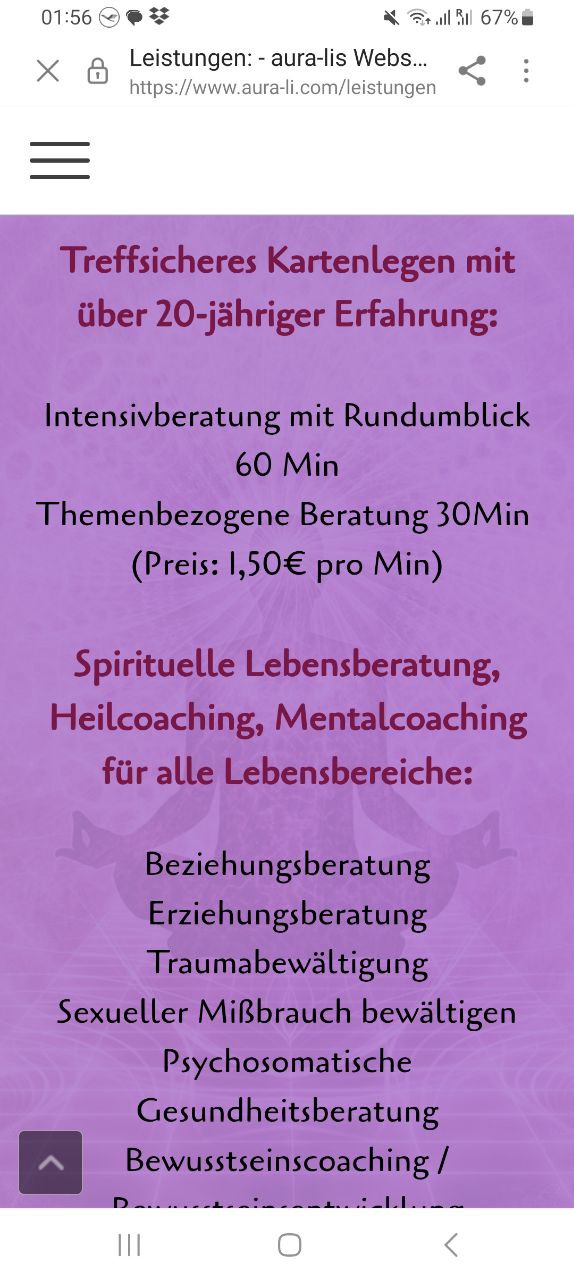 01:56 67%
Leistungen: - aura-lis Webs...
https://www.aura-li.com/leistungen
Treffsicheres Kartenlegen mit
über 20-jähriger Erfahrung:
Intensivberatung mit Rundumblick
60 Min
Themenbezogene Beratung 30Min
(Preis: 1,50€ pro Min)
Spirituelle Lebensberatung,
Heilcoaching, Mentalcoaching
für alle Lebensbereiche:
Beziehungsberatung
Erziehungsberatung
Traumabewältigung
Sexueller Mißbrauch bewältigen
Psychosomatische
Gesundheitsberatung
Bewusstseinscoaching /
Bewusstseinsentwicklung